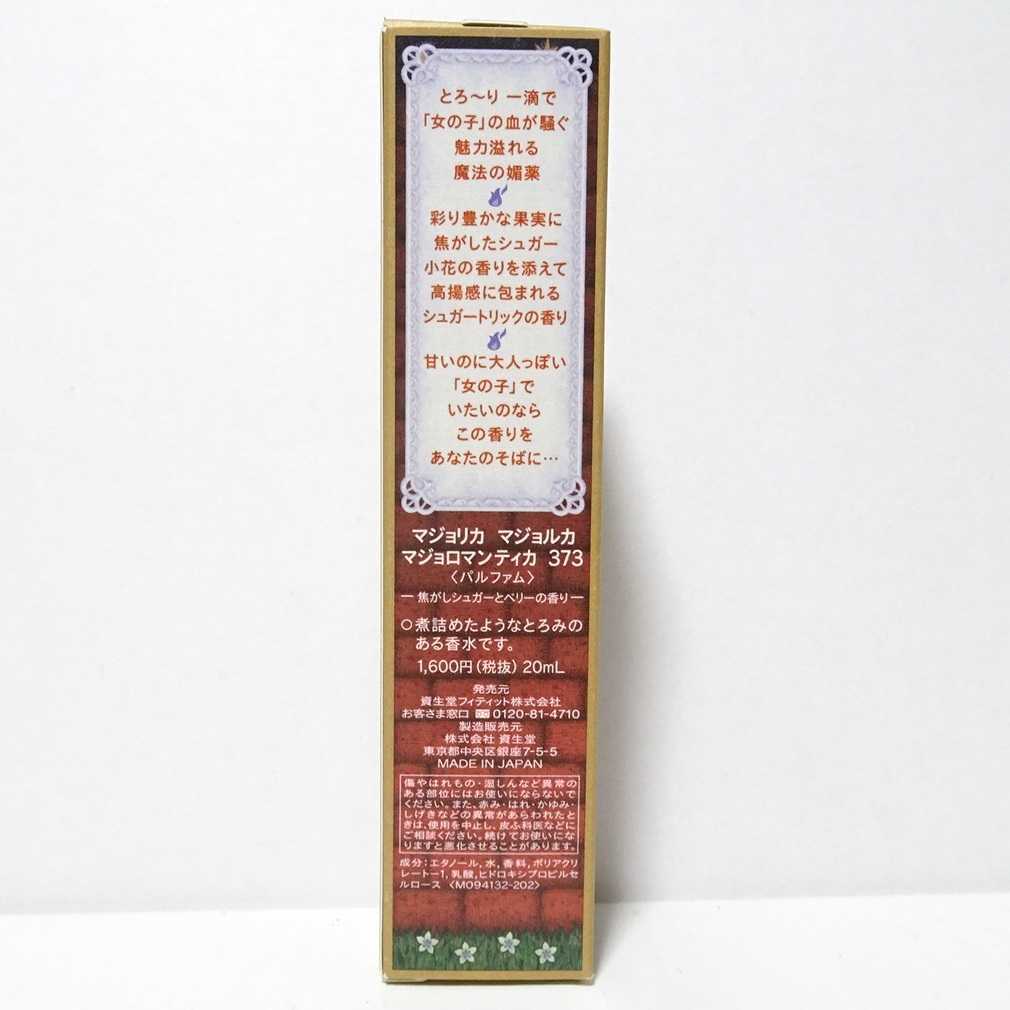 とろ〜り 一滴で
「女の子」の血が騒ぐ
魅力溢れる
魔法の媚薬
彩り豊かな果実に
焦がしたシュガー
小花の香りを添えて
高揚感に包まれる
シュガートリックの香り
甘いのに大人っぽい
「女の子」で
いたいのなら
この香りを
あなたのそばに…
マジョリカ マジョルカ
マジョロマンティカ 373
〈パルファム〉
― 焦がしシュガーとベリーの香り ―
○煮詰めたようなとろみの
ある香水です。
1,600円(税抜) 20mL
発売元
資生堂フィティット株式会社
お客さま窓口 0120-81-4710
製造販売元
株式会社 資生堂
東京都中央区銀座7-5-5
MADE IN JAPAN
傷やはれもの・湿しんなど異常の
ある部位にはお使いにならないで
ください。また、赤み・はれ・かゆみ・
しげきなどの異常があらわれたと
きは、使用を中止し、皮ふ科医などに
ご相談ください。続けてお使いにな
りますと悪化させることがあります。
成分：エタノール,水,香料,ポリアクリ
レート-1,乳酸,ヒドロキシプロピルセ
ルロース 〈M094132-202〉